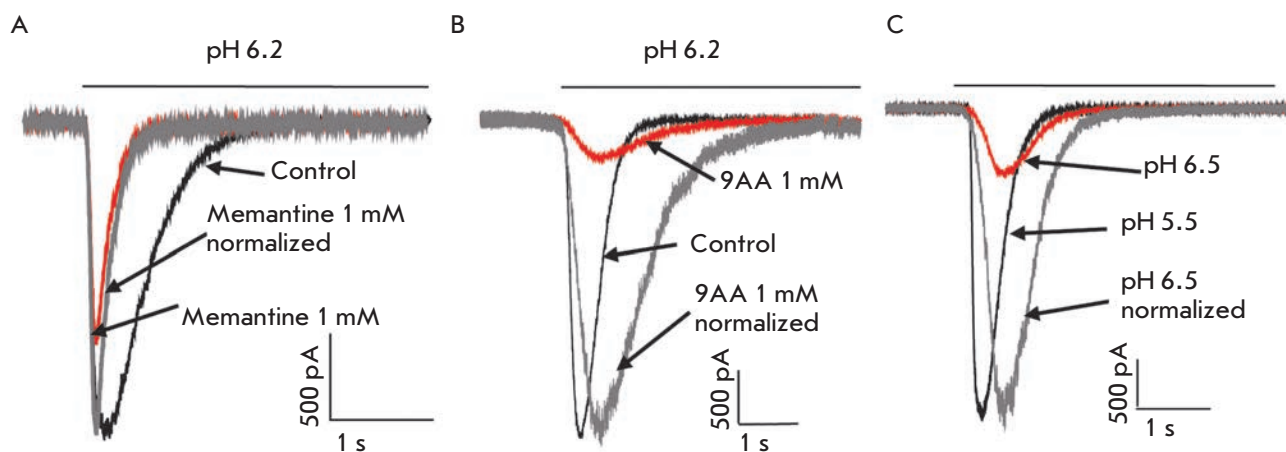 A
pH 6.2
Control
Memantine 1 mM
normalized
Memantine 1 mM
500 pA
1 s
B
pH 6.2
9AA 1 mM
Control
9AA 1 mM
normalized
500 pA
1 s
C
pH 6.5
pH 5.5
pH 6.5
normalized
500 pA
1 s